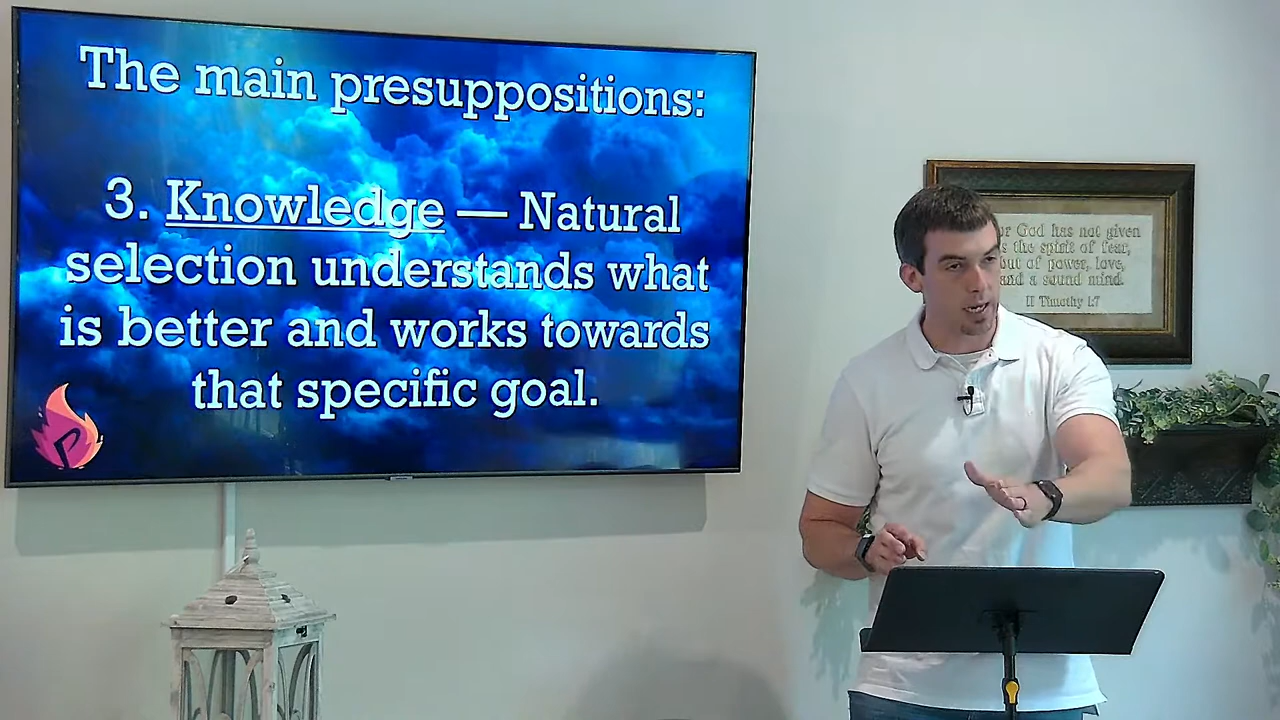 The main presuppositions:
3. Knowledge — Natural
selection understands what
is better and works towards
that specific goal.
P
God has not given
the spirit of fear,
out of power, love,
and a sound mind.
II Timothy 1:7